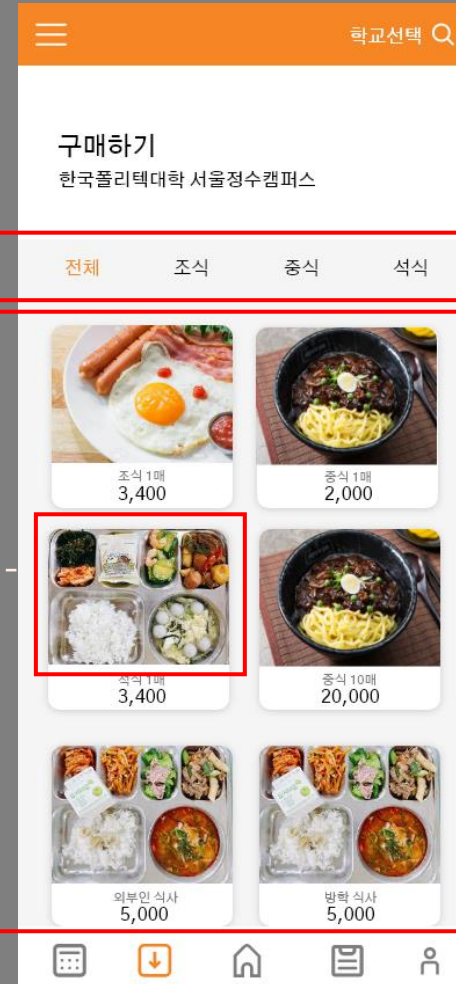 학교선택
구매하기
한국폴리텍대학 서울정수캠퍼스
전체 조식 중식 석식
조식 1매
3,400
중식 1매
2,000
석식 1매
3,400
중식 10매
20,000
외부인 식사
5,000
방학 식사
5,000